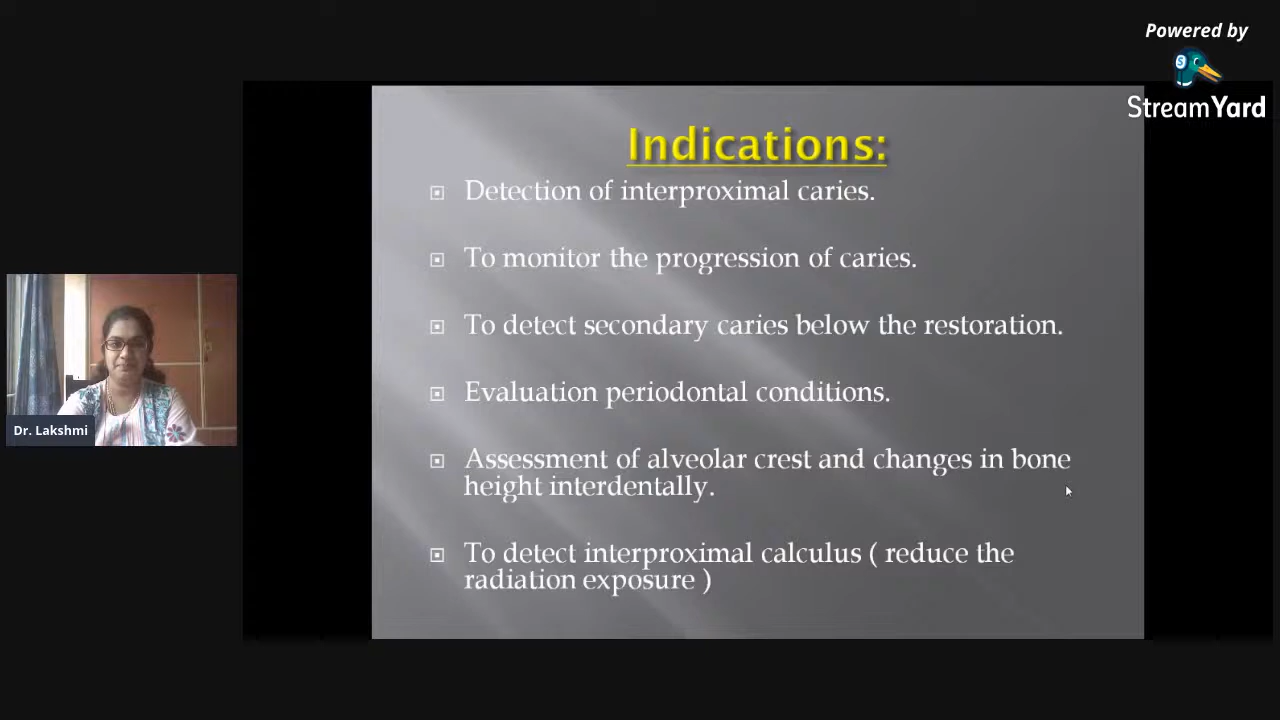 Powered by
StreamYard
Indications:
Detection of interproximal caries.
To monitor the progression of caries.
To detect secondary caries below the restoration.
Evaluation periodontal conditions.
Assessment of alveolar crest and changes in bone
height interdentally.
To detect interproximal calculus ( reduce the
radiation exposure )
Dr. Lakshmi